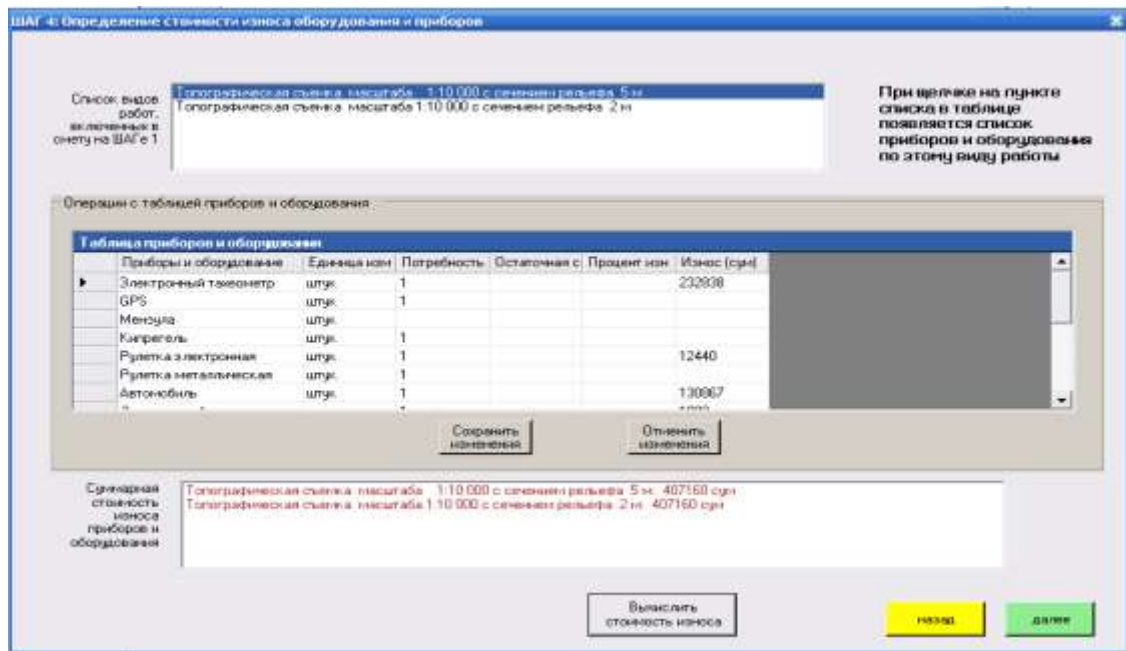 ШАГ 4: Определение стоимости износа оборудования и приборов
Список видов
работ,
включенных в
смету на ШАГе 1
Топографическая съемка масштаба 1:10 000 с сечением рельефа 5 м
Топографическая съемка масштаба 1:10 000 с сечением рельефа 2 м
При щелчке на пункте
списка в таблице
появляется список
приборов и оборудования
по этому виду работы
Операции с таблицей приборов и оборудования
Таблица приборов и оборудования
Приборы и оборудование Единица изм Потребность Остаточная с Процент изн Износ (сум)
Электронный тахеометр штук 1 232838
GPS штук 1
Мензула штук
Кипрегель штук 1
Рулетка электронная штук 1 12440
Рулетка металлическая штук 1
Автомобиль штук 1 130867
Сохранить
изменения
Отменить
изменения
Суммарная
стоимость
износа
приборов и
оборудования
Топографическая съемка масштаба 1:10 000 с сечением рельефа 5 м: 407160 сум
Топографическая съемка масштаба 1:10 000 с сечением рельефа 2 м: 407160 сум
Вычислить
стоимость износа
назад
далее